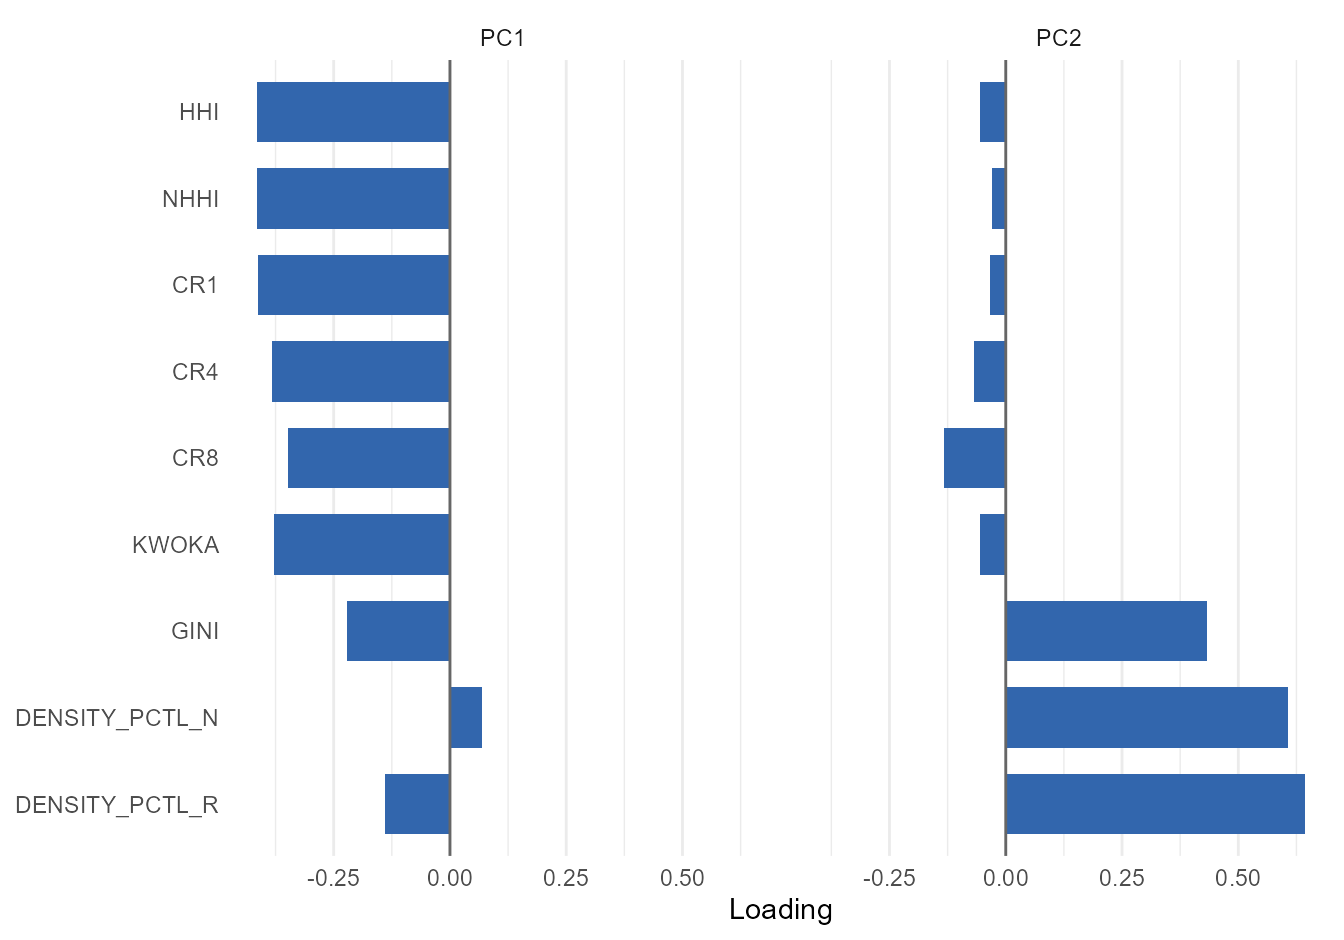 PC1 PC2
HHI
NHHI
CR1
CR4
CR8
KWOKA
GINI
DENSITY_PCTL_N
DENSITY_PCTL_R
-0.25 0.00 0.25 0.50 -0.25 0.00 0.25 0.50
Loading